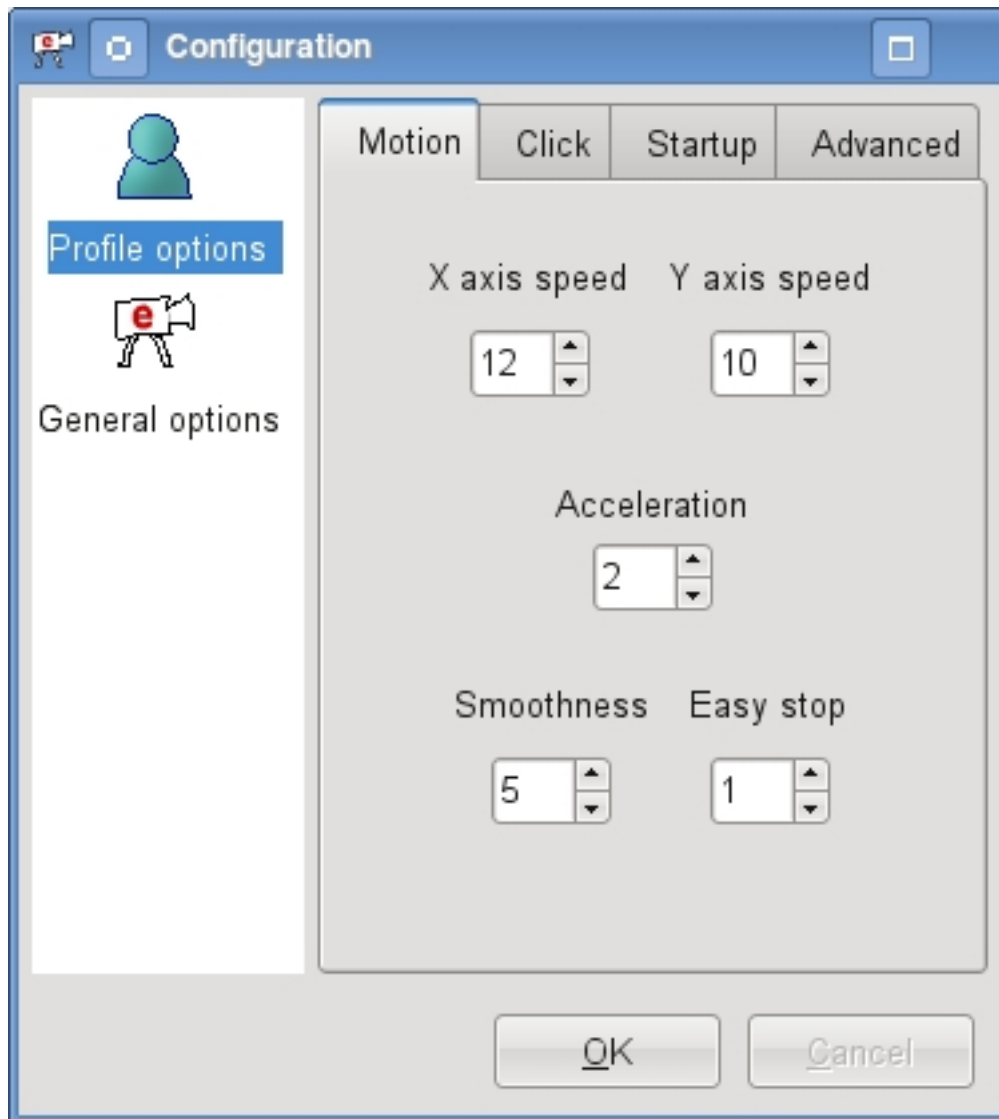 Configuration
Profile options
e
General options
Motion Click Startup Advanced
X axis speed Y axis speed
12 10
Acceleration
2
Smoothness Easy stop
5 1
OK Cancel